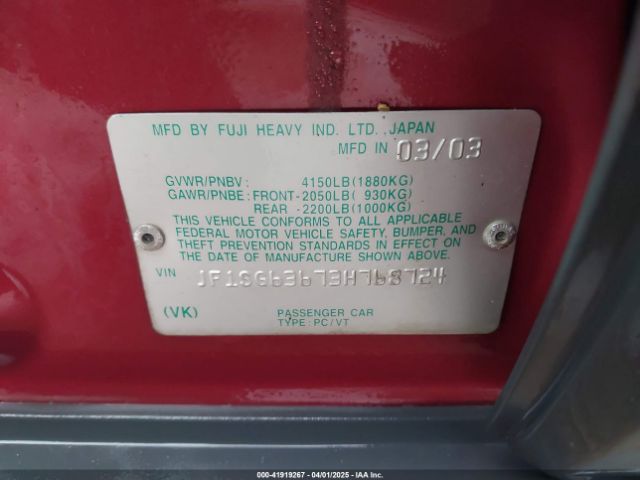 MFD BY FUJI HEAVY IND. LTD. JAPAN
MFD IN 03/03
GVWR/PNBV: 4150LB(1880KG)
GAWR/PNBE: FRONT-2050LB( 930KG)
REAR -2200LB(1000KG)
THIS VEHICLE CONFORMS TO ALL APPLICABLE
FEDERAL MOTOR VEHICLE SAFETY, BUMPER, AND
THEFT PREVENTION STANDARDS IN EFFECT ON THE
DATE OF MANUFACTURE SHOWN ABOVE.
VIN JF1SG63673H768724
(VK) PASSENGER CAR
TYPE: PC/VT
000-41919267 - 04/01/2025 - IAAI.COM